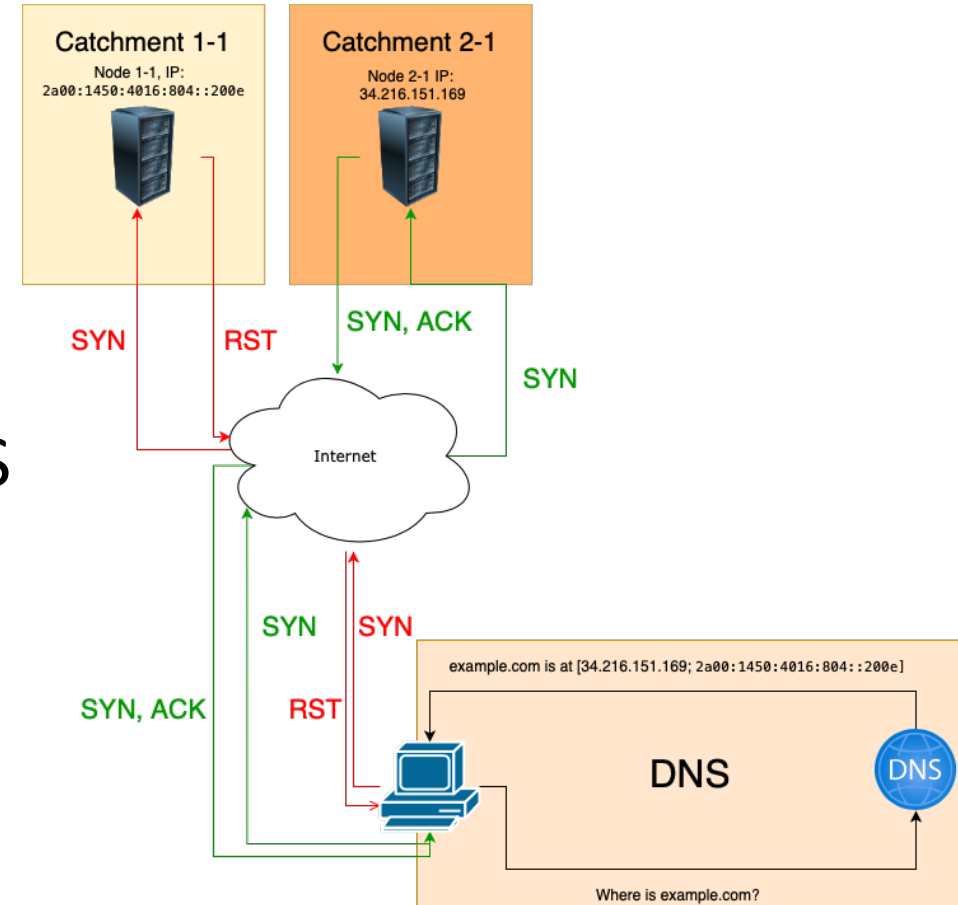 Catchment 1-1
Node 1-1, IP:
2a00:1450:4016:804::200e
Catchment 2-1
Node 2-1 IP:
34.216.151.169
SYN
RST
SYN, ACK
SYN
Internet
s
SYN
SYN
SYN, ACK
RST
example.com is at [34.216.151.169; 2a00:1450:4016:804::200e]
DNS
DNS
Where is example.com?